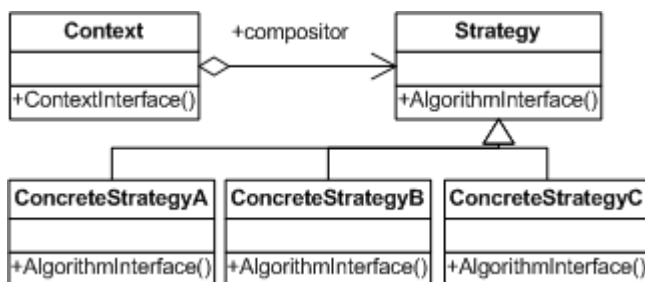 Context
+compositor
Strategy
+ContextInterface()
+AlgorithmInterface()
ConcreteStrategyA
ConcreteStrategyB
ConcreteStrategyC
+AlgorithmInterface()
+AlgorithmInterface()
+AlgorithmInterface()